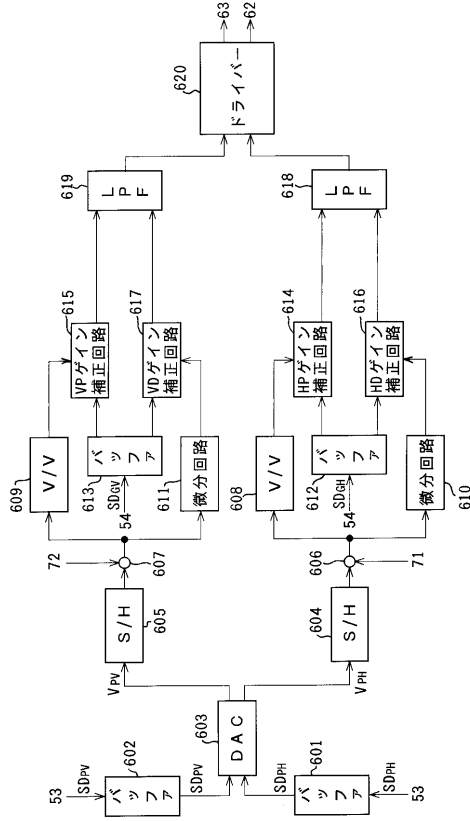 53
SDPV
バッファ
602
SDPV
603
DAC
SDPH
バッファ
601
SDPH
53
VPV
S/H
605
72
607
609
V/V
613
バッファ
SDGV
54
611
微分回路
615
VPゲイン
補正回路
617
VDゲイン
補正回路
619
LPF
VPH
604
S/H
606
71
608
V/V
612
バッファ
SDGH
54
微分回路
610
614
HPゲイン
補正回路
616
HDゲイン
補正回路
LPF
618
620
ドライバー
63
62